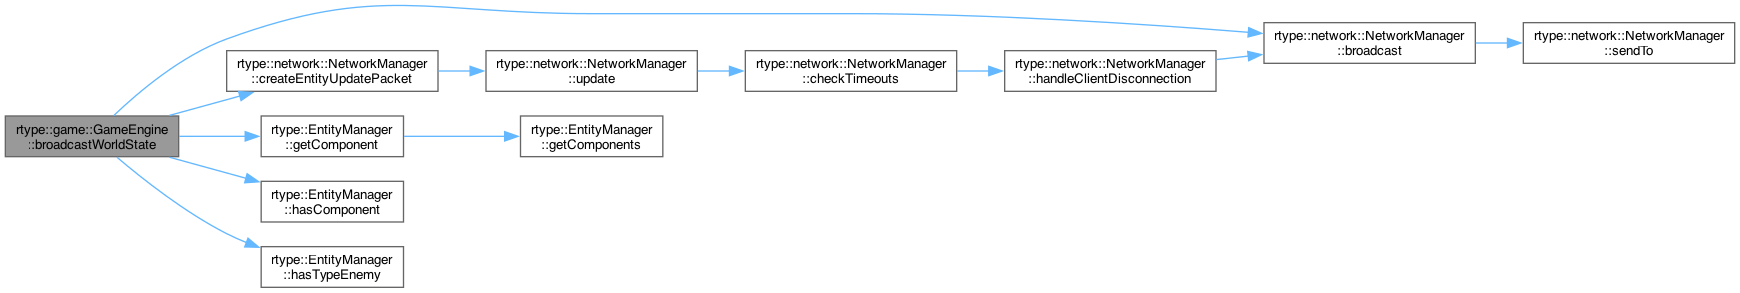 rtype::game::GameEngine
::broadcastWorldState
rtype::network::NetworkManager
::createEntityUpdatePacket
rtype::network::NetworkManager
::update
rtype::network::NetworkManager
::checkTimeouts
rtype::network::NetworkManager
::handleClientDisconnection
rtype::network::NetworkManager
::broadcast
rtype::network::NetworkManager
::sendTo
rtype::EntityManager
::getComponent
rtype::EntityManager
::getComponents
rtype::EntityManager
::hasComponent
rtype::EntityManager
::hasTypeEnemy